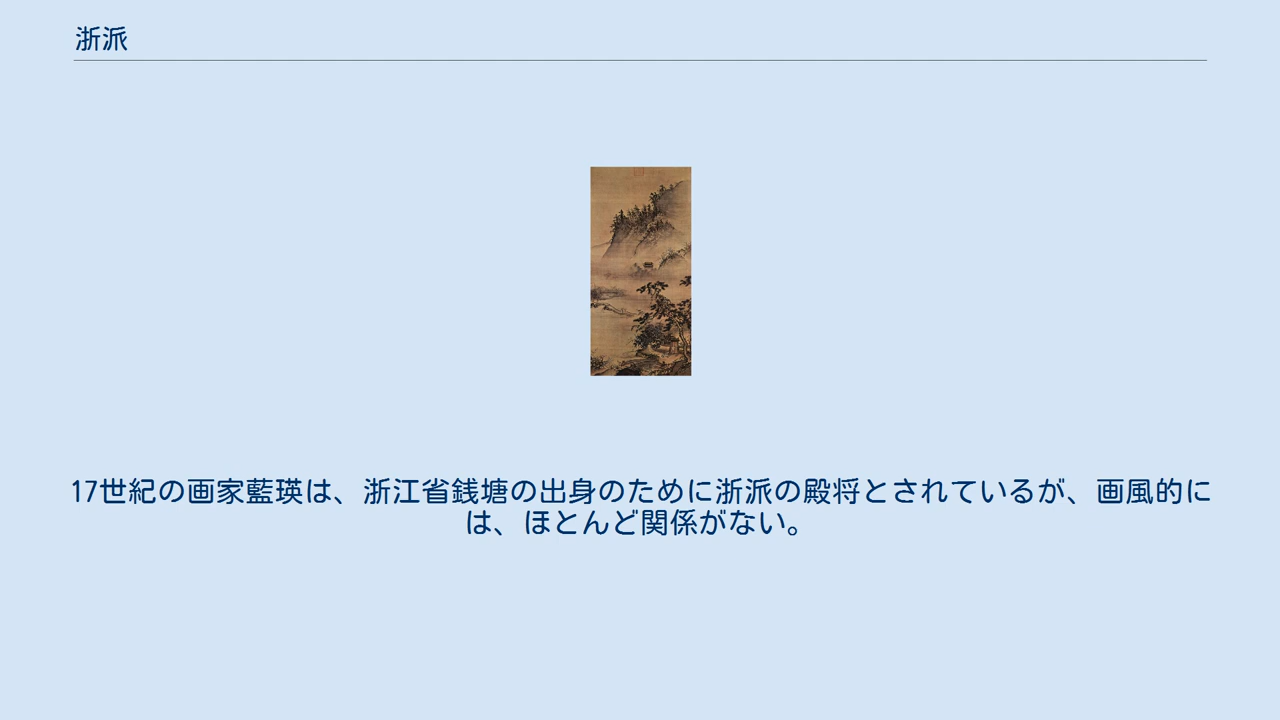 浙派
17世紀の画家藍瑛は、浙江省銭塘の出身のために浙派の殿将とされているが、画風的に
は、ほとんど関係がない。